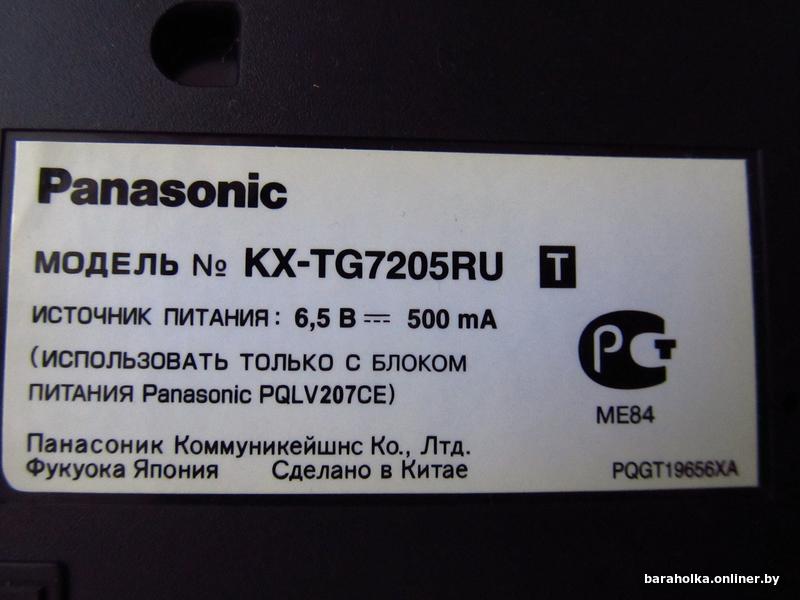 Panasonic
МОДЕЛЬ № KX-TG7205RU T
ИСТОЧНИК ПИТАНИЯ: 6,5 В ⎓ 500 mA
(ИСПОЛЬЗОВАТЬ ТОЛЬКО С БЛОКОМ
ПИТАНИЯ Panasonic PQLV207CE)
РСТ
ME84
Панасоник Коммуникейшнс Ко., Лтд.
Фукуока Япония Сделано в Китае
PQGT19656XA
baraholka.onliner.by